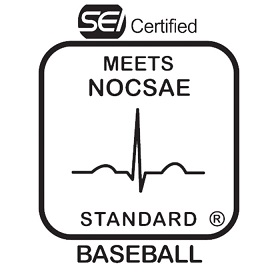 SEI Certified
MEETS
NOCSAE
STANDARD ®
BASEBALL